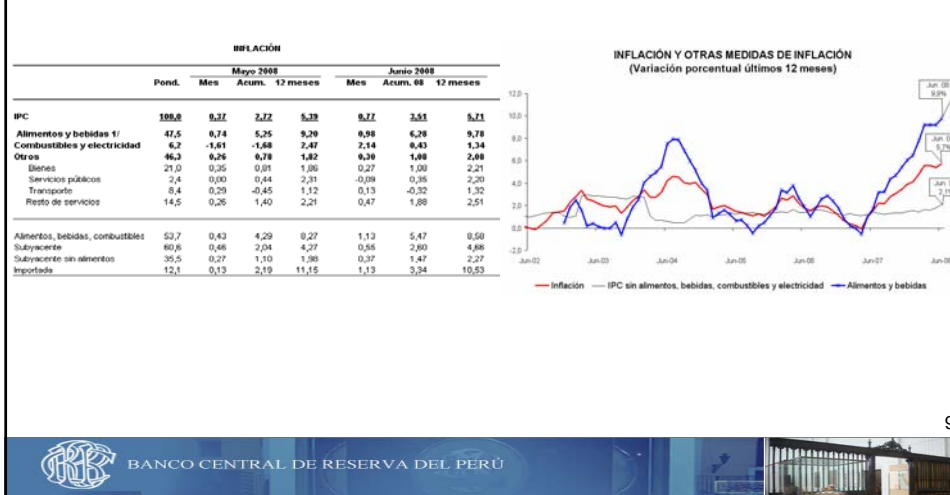 INFLACIÓN
Mayo 2008 Junio 2008
Pond. Mes Acum. 12 meses Mes Acum. 08 12 meses
IPC 100,0 0,37 2,72 5,39 0,77 3,51 5,71
Alimentos y bebidas 1/ 47,5 0,74 5,25 9,20 0,98 6,28 9,78
Combustibles y electricidad 6,2 -1,61 -1,68 2,47 2,14 0,43 1,34
Otros 46,3 0,26 0,78 1,82 0,30 1,08 2,08
Bienes 21,0 0,35 0,81 1,86 0,27 1,08 2,21
Servicios públicos 2,4 0,00 0,44 2,31 -0,09 0,35 2,20
Transporte 8,4 0,29 -0,45 1,12 0,13 -0,32 1,32
Resto de servicios 14,5 0,26 1,40 2,21 0,47 1,88 2,51
Alimentos, bebidas, combustibles 53,7 0,43 4,29 8,27 1,13 5,47 8,58
Subyacente 60,6 0,46 2,04 4,27 0,55 2,60 4,66
Subyacente sin alimentos 35,5 0,27 1,10 1,98 0,37 1,47 2,27
Importada 12,1 0,13 2,19 11,15 1,13 3,34 10,53
INFLACIÓN Y OTRAS MEDIDAS DE INFLACIÓN
(Variación porcentual últimos 12 meses)
12,0
10,0
8,0
6,0
4,0
2,0
0,0
-2,0
Jun. 08
9,9%
Jun. 0
5,7%
Jun.
2,1%
Jun-02 Jun-03 Jun-04 Jun-05 Jun-06 Jun-07 Jun-08
Inflación IPC sin alimentos, bebidas, combustibles y electricidad Alimentos y bebidas
9
BANCO CENTRAL DE RESERVA DEL PERÚ